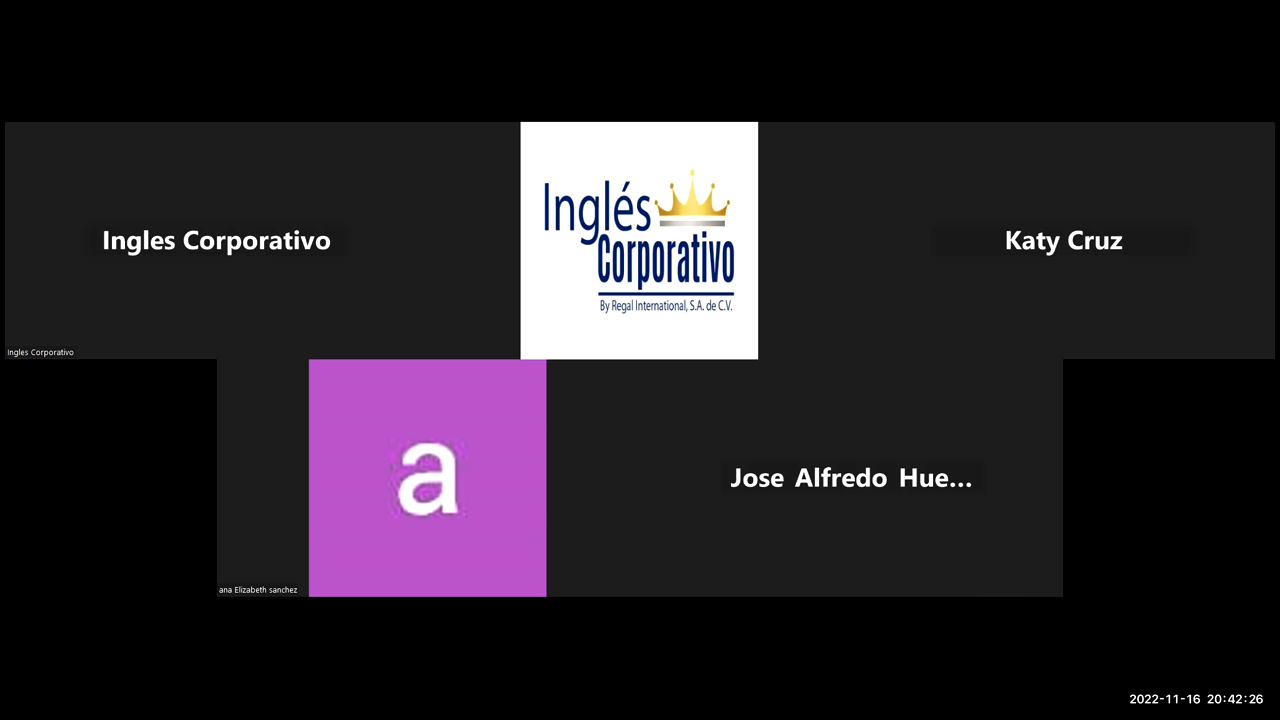 Ingles Corporativo
Inglés
Corporativo
By Regal International, S.A. de C.V.
Katy Cruz
Ingles Corporativo
a
Jose Alfredo Hue...
ana Elizabeth sanchez
2022-11-16 20:42:26